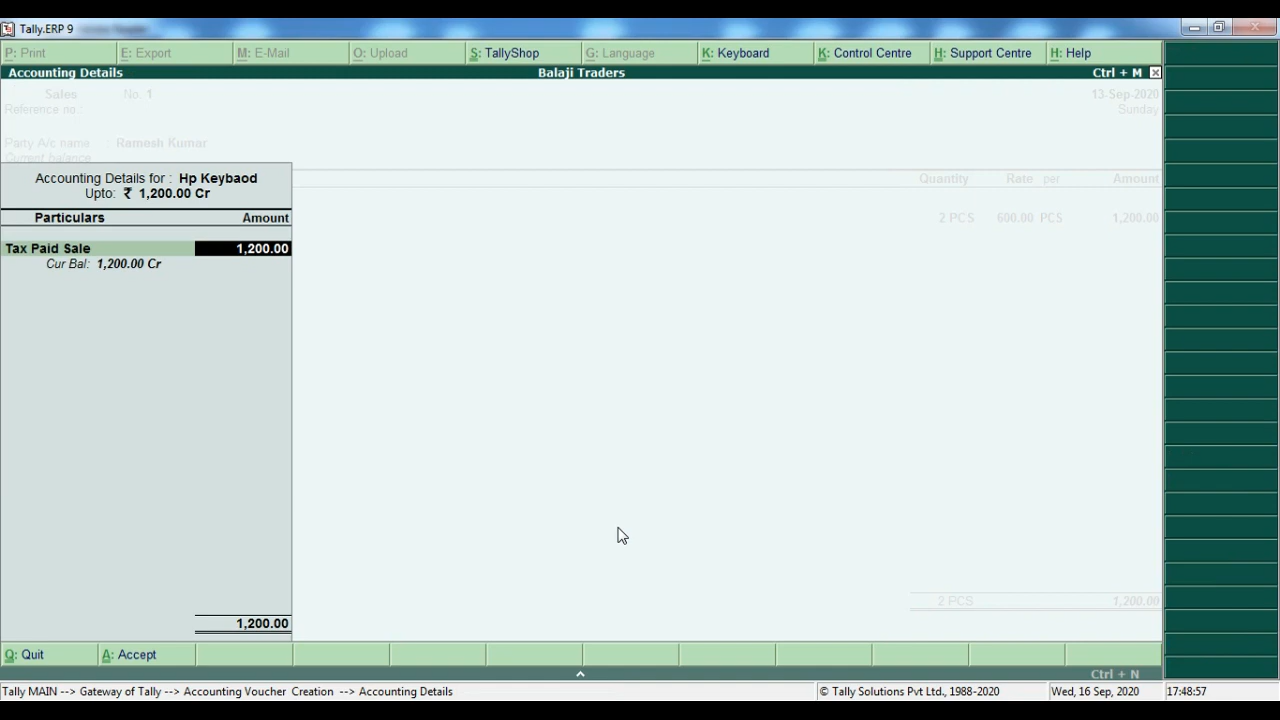 Tally.ERP 9
P: Print E: Export M: E-Mail O: Upload S: TallyShop G: Language K: Keyboard K: Control Centre H: Support Centre H: Help
Accounting Details Balaji Traders Ctrl + M
Sales No. 1 13-Sep-2020
Reference no.: Sunday
Party A/c name Ramesh Kumar
Current balance
Accounting Details for : Hp Keybaod
Upto: ₹ 1,200.00 Cr
Quantity Rate per Amount
Particulars Amount
2 PCS 600.00 PCS 1,200.00
Tax Paid Sale 1,200.00
Cur Bal: 1,200.00 Cr
2 PCS 1,200.00
1,200.00
Q: Quit A: Accept
Ctrl + N
Tally MAIN --> Gateway of Tally --> Accounting Voucher Creation --> Accounting Details © Tally Solutions Pvt Ltd., 1988-2020 Wed, 16 Sep, 2020 17:48:57